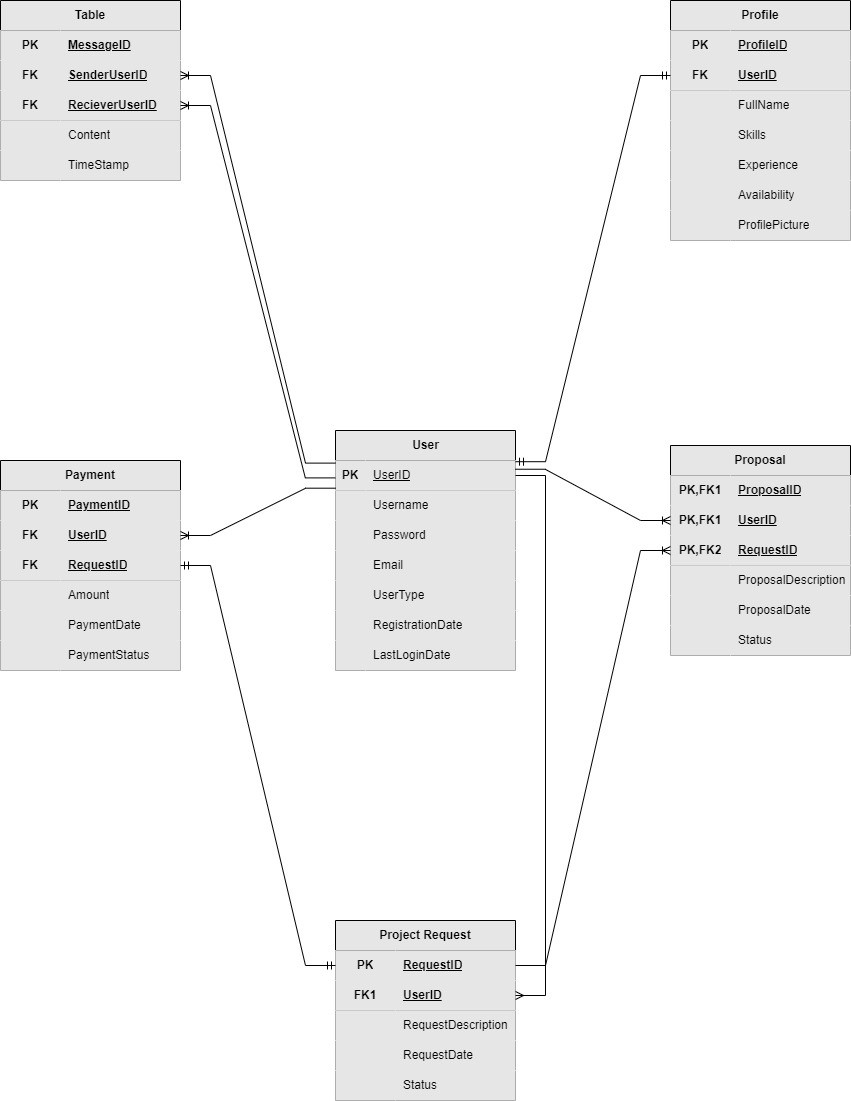 Table
PK MessageID
FK SenderUserID
FK RecieverUserID
Content
TimeStamp
Profile
PK ProfileID
FK UserID
FullName
Skills
Experience
Availability
ProfilePicture
Payment
PK PaymentID
FK UserID
FK RequestID
Amount
PaymentDate
PaymentStatus
User
PK UserID
Username
Password
Email
UserType
RegistrationDate
LastLoginDate
Proposal
PK,FK1 ProposalID
PK,FK1 UserID
PK,FK2 RequestID
ProposalDescription
ProposalDate
Status
Project Request
PK RequestID
FK1 UserID
RequestDescription
RequestDate
Status